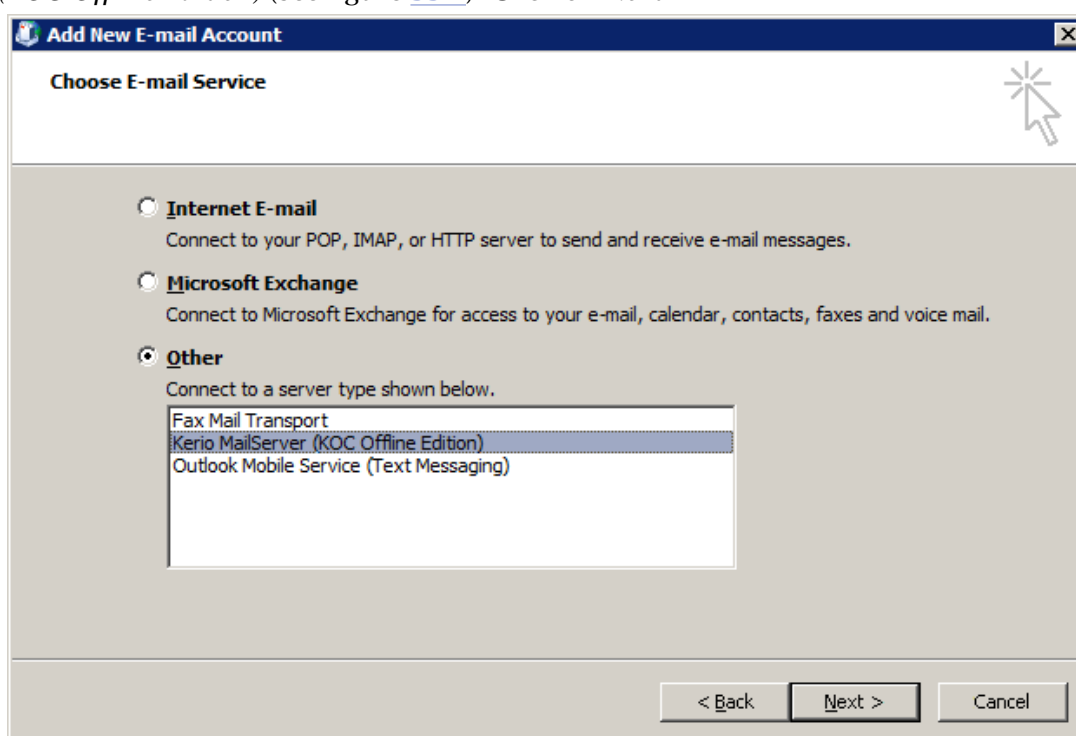 Add New E-mail Account
Choose E-mail Service
Internet E-mail
Connect to your POP, IMAP, or HTTP server to send and receive e-mail messages.
Microsoft Exchange
Connect to Microsoft Exchange for access to your e-mail, calendar, contacts, faxes and voice mail.
Other
Connect to a server type shown below.
Fax Mail Transport
Kerio MailServer (KOC Offline Edition)
Outlook Mobile Service (Text Messaging)
< Back Next > Cancel